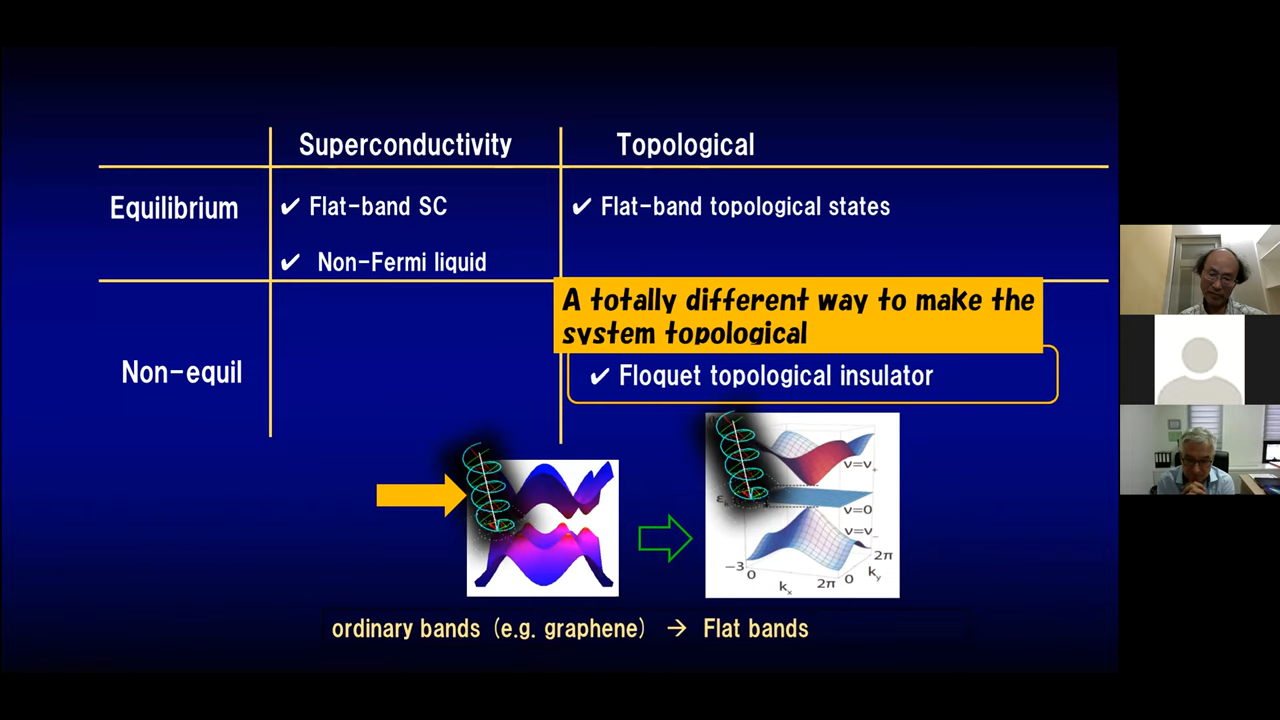 Superconductivity
Topological
Equilibrium
✔ Flat-band SC
✔ Flat-band topological states
✔ Non-Fermi liquid
A totally different way to make the
system topological
Non-equil
✔ Floquet topological insulator
ν=ν+
ν=0
ν=ν-
-3
0
kx
2π
0
ky
2π
ordinary bands (e.g. graphene) → Flat bands